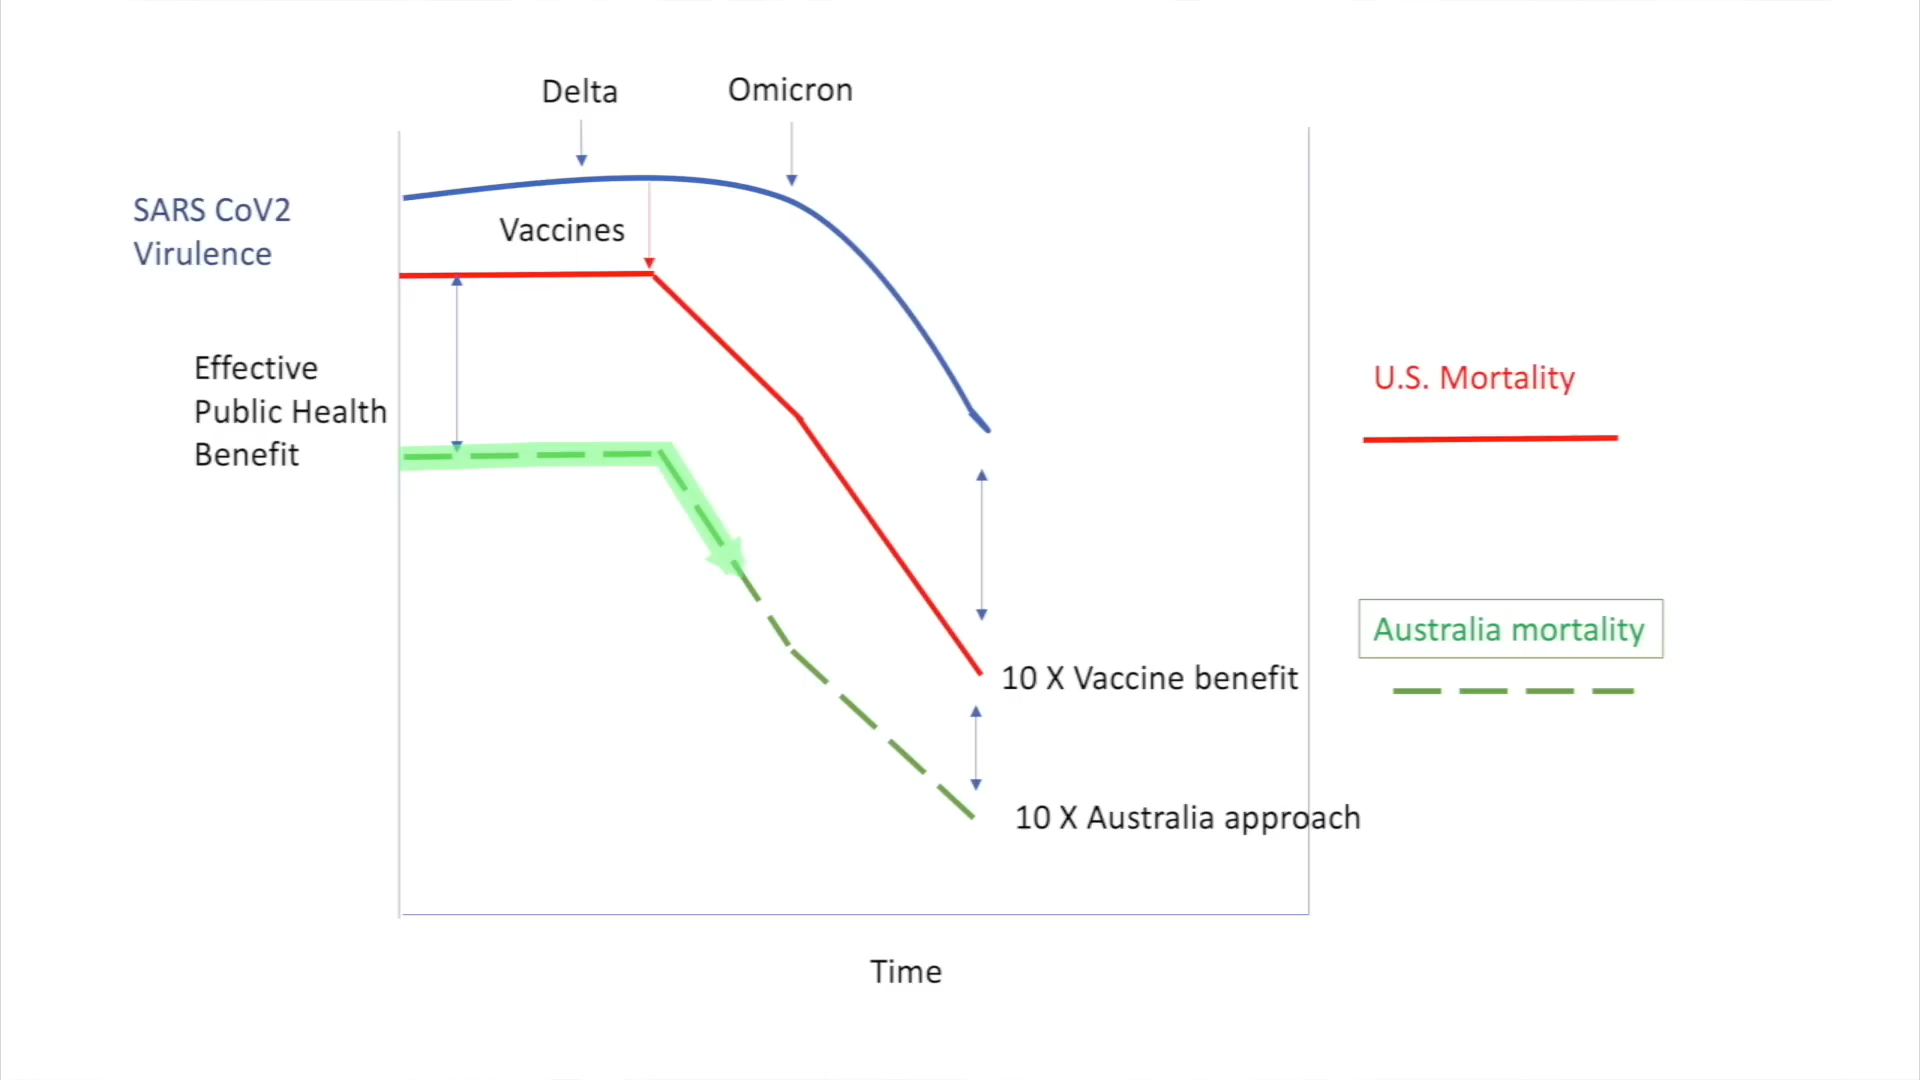 Delta
Omicron
SARS CoV2
Virulence
Vaccines
Effective
Public Health
Benefit
U.S. Mortality
Australia mortality
10 X Vaccine benefit
10 X Australia approach
Time